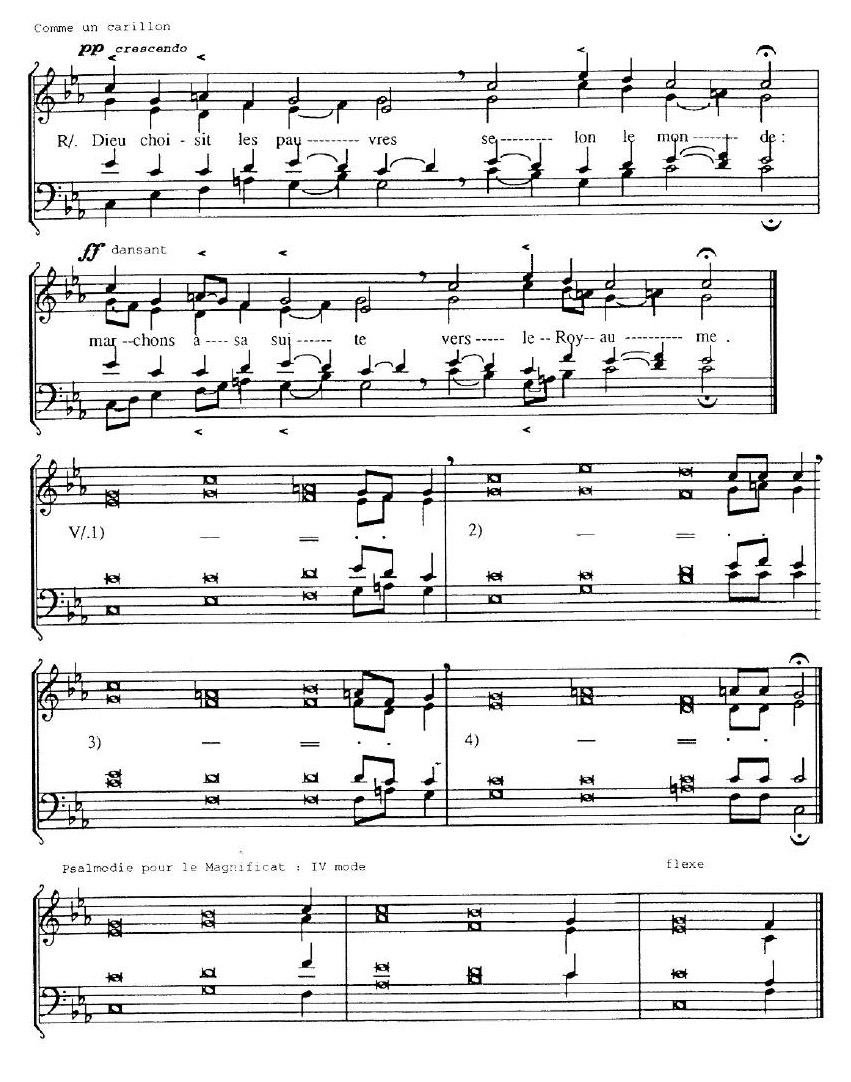 Comme un carillon
pp crescendo
R/. Dieu choi - sit les pau -------- vres se -------- lon le mon ------- de :
ff dansant
mar --chons à --- sa sui ----- te vers ----- le -- Roy-- au ---------- me .
V/.1) 2)
3) 4)
Psalmodie pour le Magnificat : IV mode flexe